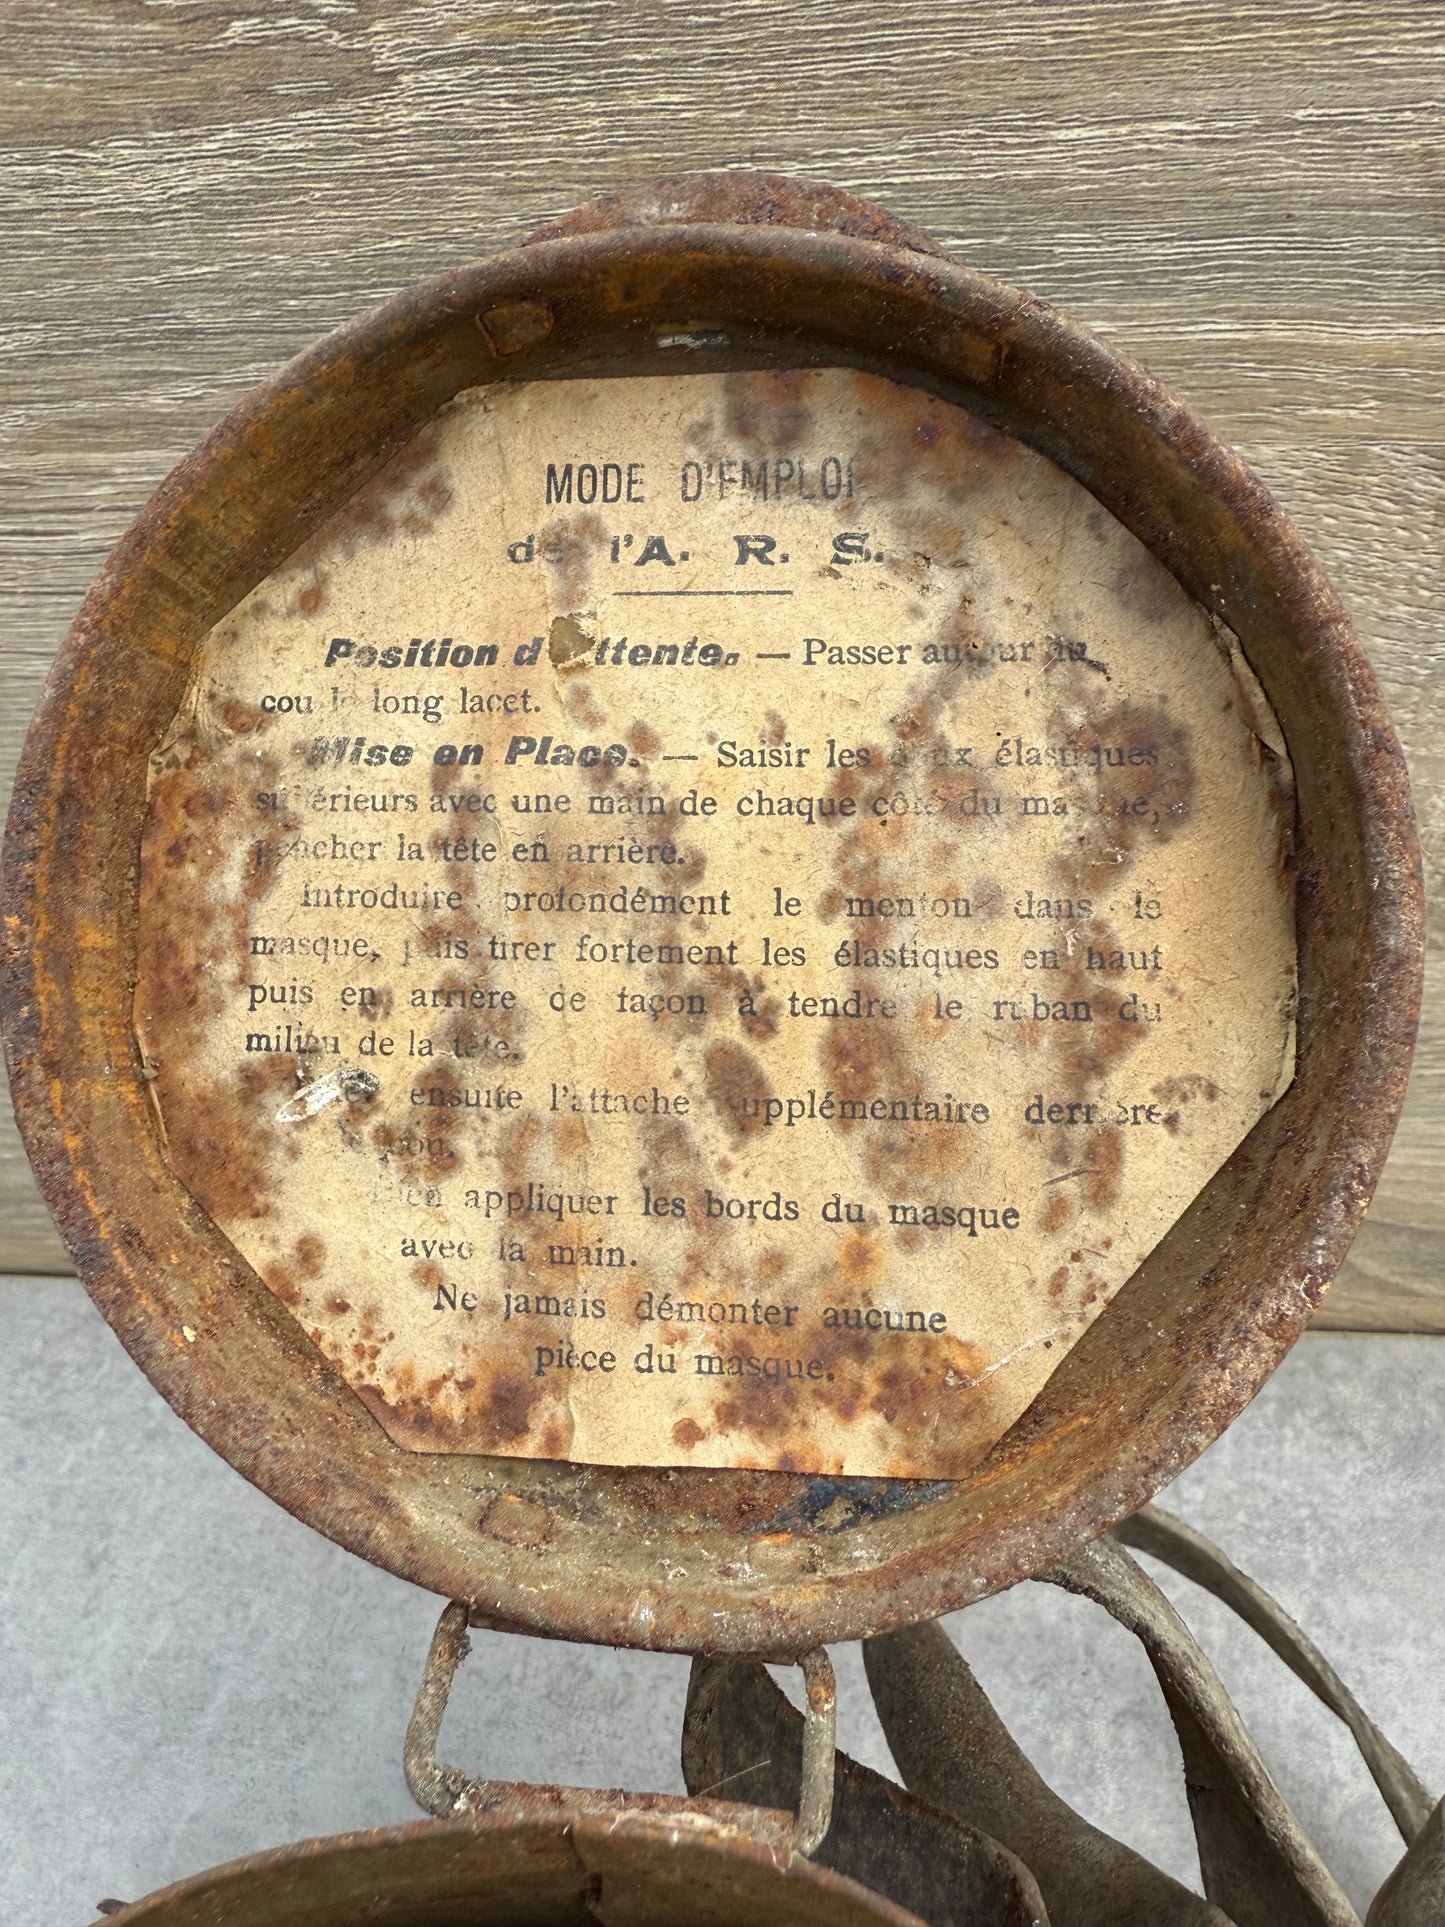 MODE D'EMPLOI
de l'A. R. S.
Position d'attente. — Passer autour du
cou le long lacet.
Mise en Place. — Saisir les deux élastiques
supérieurs avec une main de chaque côté du masque,
pencher la tête en arrière.
Introduire profondément le menton dans le
masque, puis tirer fortement les élastiques en haut
puis en arrière de façon à tendre le ruban du
milieu de la tête.
ensuite l'attache supplémentaire derrière

Bien appliquer les bords du masque
avec la main.
Ne jamais démonter aucune
pièce du masque.